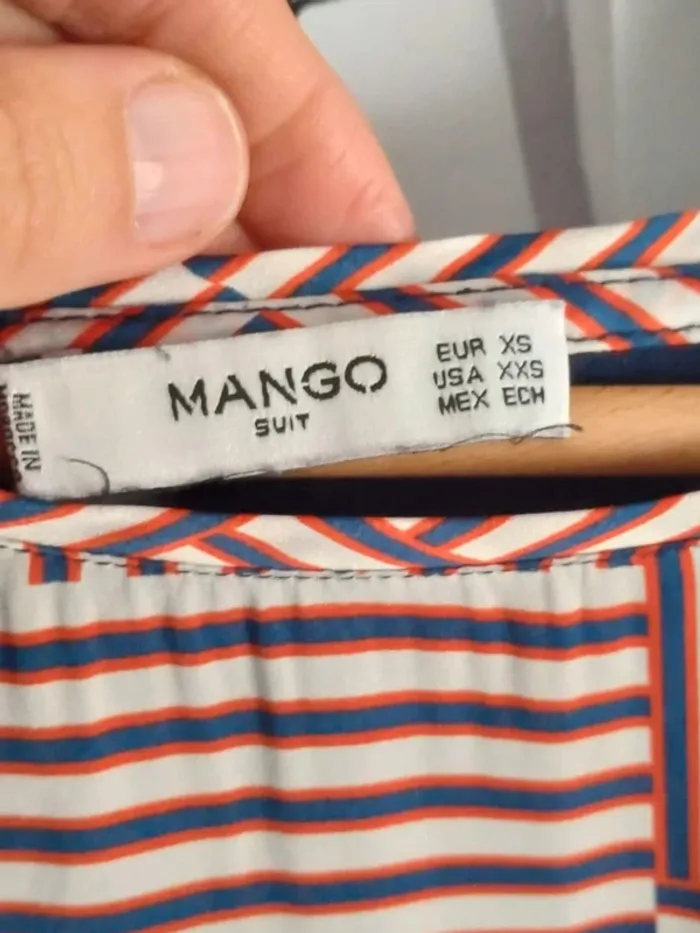 MANGO
SUIT
EUR XS
USA XXS
MEX ECH
MADE IN